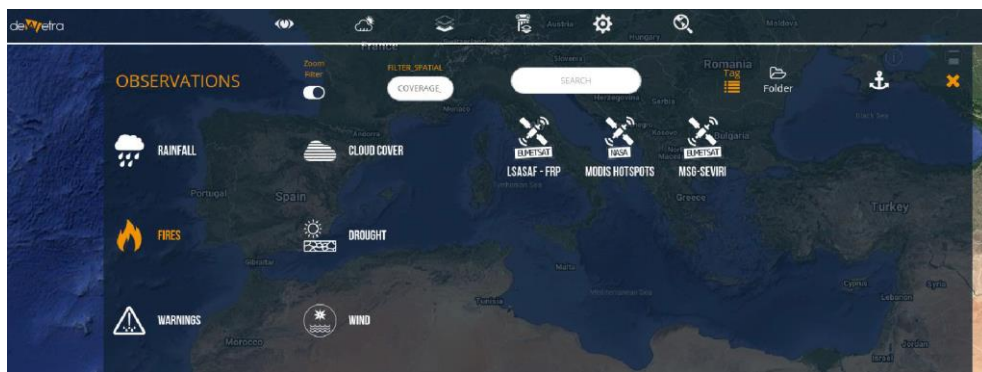 dewetra
Austria
Moldova
Hungary
France
OBSERVATIONS
Zoom
Filter
FILTER_SPATIAL
COVERAGE_
SEARCH
Slovenia
Romania
Tag
Folder
Monaco
Serbia
Black Sea
RAINFALL
Andorra
CLOUD COVER
EUMETSAT
NASA
EUMETSAT
Kosovo
Bulgaria
LSASAF - FRP
MODIS HOTSPOTS
MSG-SEVIRI
Portugal
Spain
Greece
Turkey
FIRES
DROUGHT
Gibraltar
Malta
Tunisia
Mediterranean Sea
Cyprus
Syria
Lebanon
WARNINGS
WIND
Morocco
Jordan
Israel